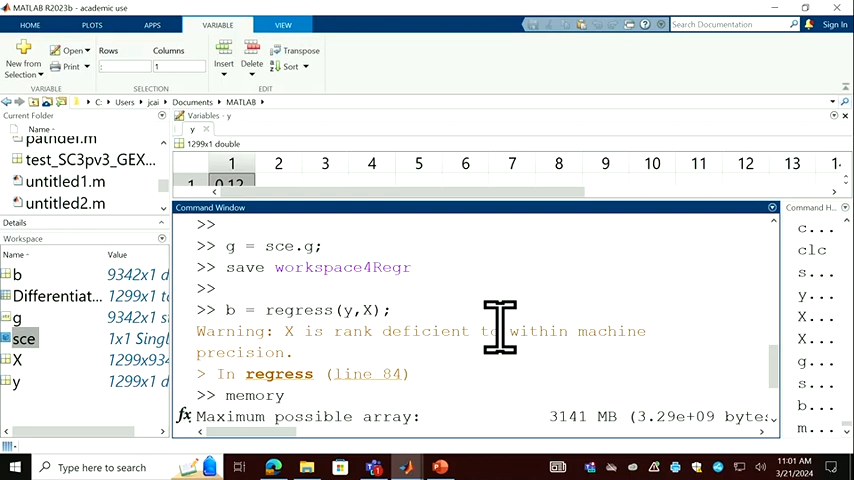 MATLAB R2023b - academic use
HOME PLOTS APPS VARIABLE VIEW Search Documentation Sign In
New from
Selection
Open
Print
Rows Columns
: 1
Insert Delete
Transpose
Sort
VARIABLE SELECTION EDIT
C: Users jcai Documents MATLAB
Current Folder
Name
pathdef.m
test_SC3pv3_GEX...
untitled1.m
untitled2.m
Details
Workspace
Name Value
b 9342x1 d
Differentiat... 1299x1 to
g 9342x1 st
sce 1x1 Singl
X 1299x934
y 1299x1 d
Variables - y
y
1299x1 double
1 2 3 4 5 6 7 8 9 10 11 12 13
1 0.12
Command Window
>>
>> g = sce.g;
>> save workspace4Regr
>>
>> b = regress(y,X);
Warning: X is rank deficient to within machine
precision.
> In regress (line 84)
>> memory
fx Maximum possible array: 3141 MB (3.29e+09 bytes
Command H...
c...
clc
s...
y...
X...
X...
g...
s...
b...
m...
Type here to search
11:01 AM
3/21/2024